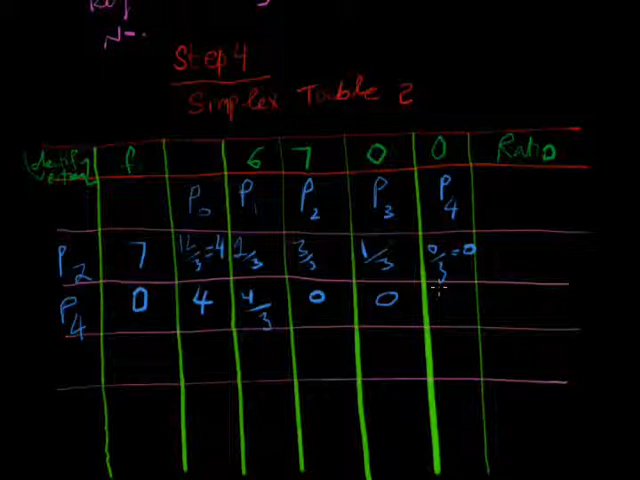 Step 4
Simplex Table 2
Identify f 6 7 0 0 Ratio
P0 P1 P2 P3 P4
P2 7 12/3=4 2/3 3/3 1/3 0/3=0
P4 0 4 4/3 0 0